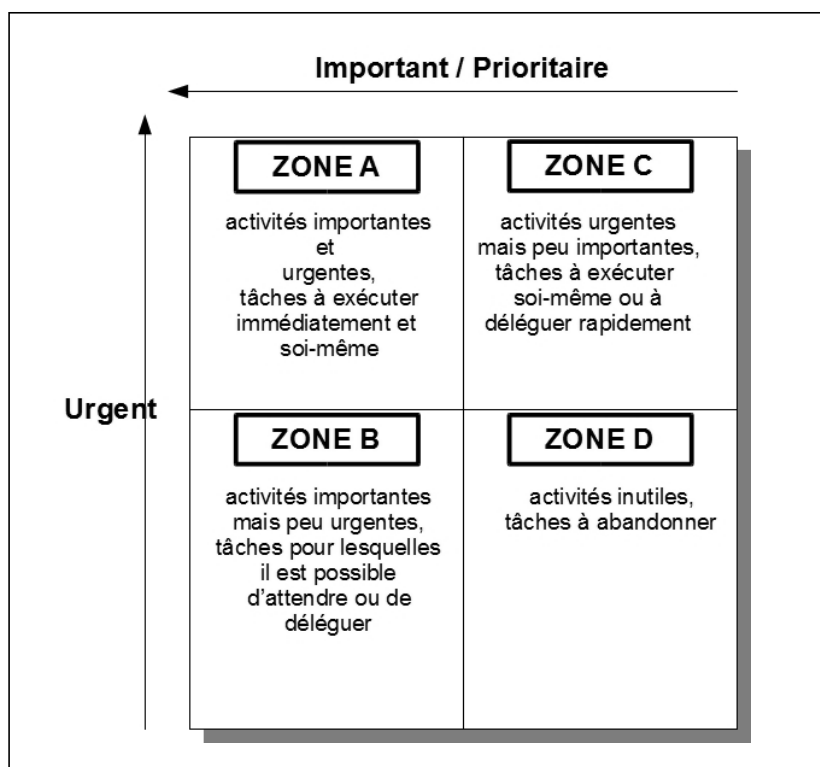 Important / Prioritaire
ZONE A
activités importantes
et
urgentes,
tâches à exécuter
immédiatement et
soi-même
ZONE C
activités urgentes
mais peu importantes,
tâches à exécuter
soi-même ou à
déléguer rapidement
Urgent
ZONE B
activités importantes
mais peu urgentes,
tâches pour lesquelles
il est possible
d'attendre ou de
déléguer
ZONE D
activités inutiles,
tâches à abandonner